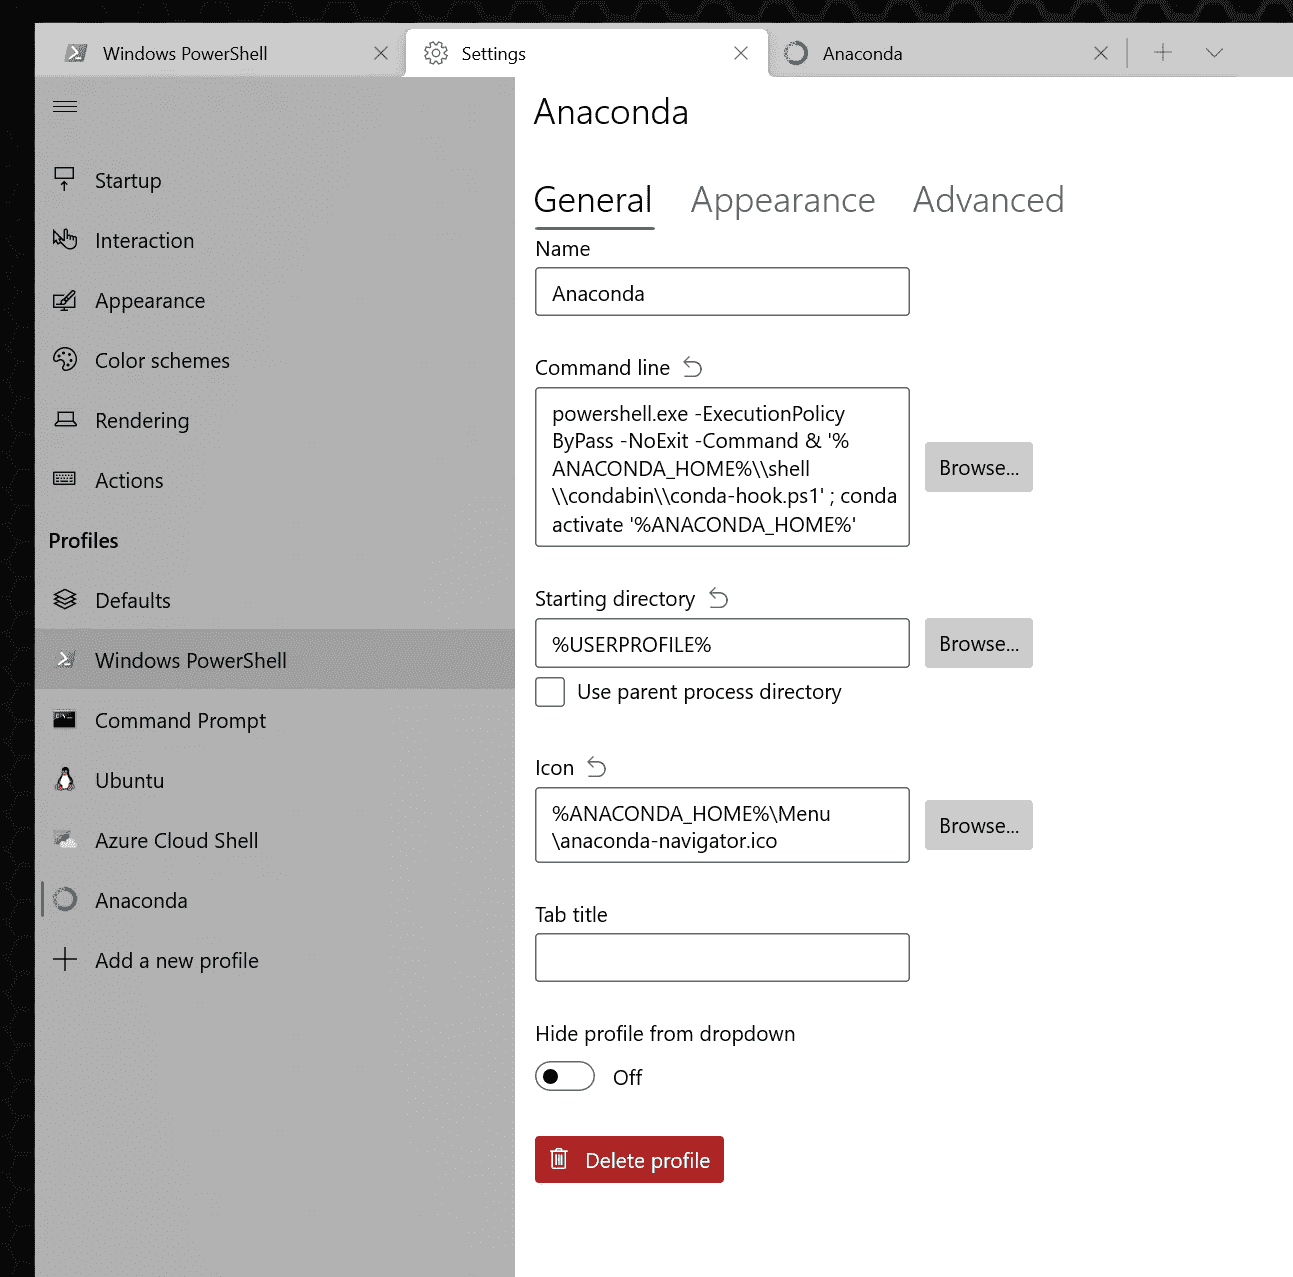 Windows PowerShell
Settings
Anaconda
Startup
Interaction
Appearance
Color schemes
Rendering
Actions
Profiles
Defaults
Windows PowerShell
Command Prompt
Ubuntu
Azure Cloud Shell
Anaconda
Add a new profile
Anaconda
General Appearance Advanced
Name
Anaconda
Command line
powershell.exe -ExecutionPolicy
ByPass -NoExit -Command & '%
ANACONDA_HOME%\\shell
\\condabin\\conda-hook.ps1' ; conda
activate '%ANACONDA_HOME%'
Browse...
Starting directory
%USERPROFILE%
Browse...
Use parent process directory
Icon
%ANACONDA_HOME%\Menu
\anaconda-navigator.ico
Browse...
Tab title
Hide profile from dropdown
Off
Delete profile